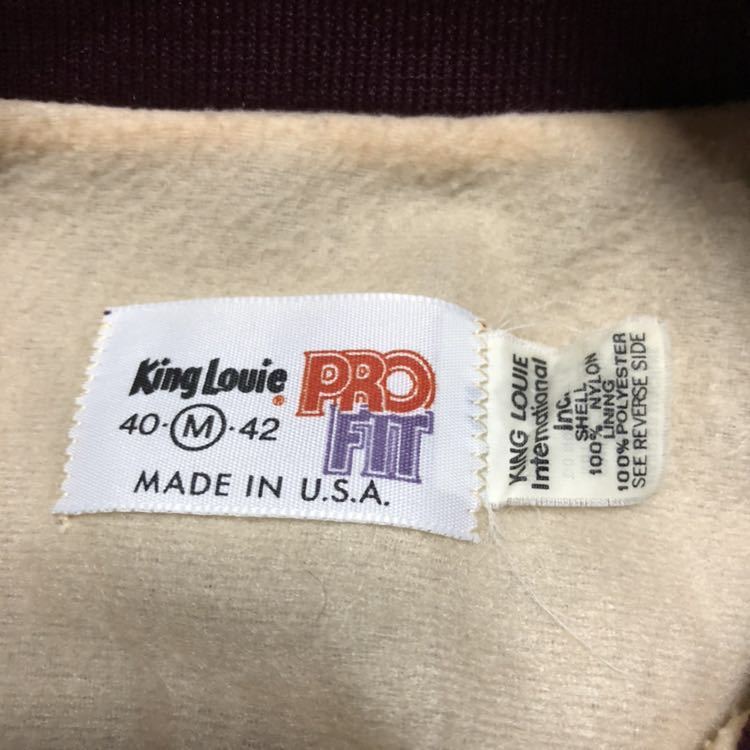 King Louie ® PRO
FIT
40-M-42
MADE IN U.S.A.
KING LOUIE
International
Inc.
SHELL
100% NYLON
LINING
100% POLYESTER
SEE REVERSE SIDE